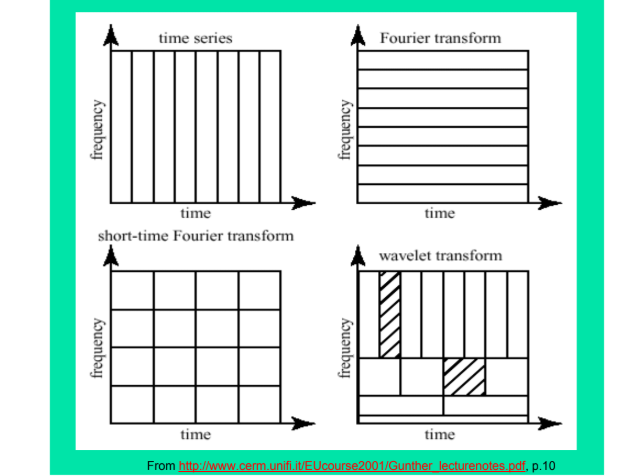 time series
frequency
time
Fourier transform
frequency
time
short-time Fourier transform
frequency
time
wavelet transform
frequency
time
From http://www.cerm.unifi.it/EUcourse2001/Gunther_lecturenotes.pdf, p.10